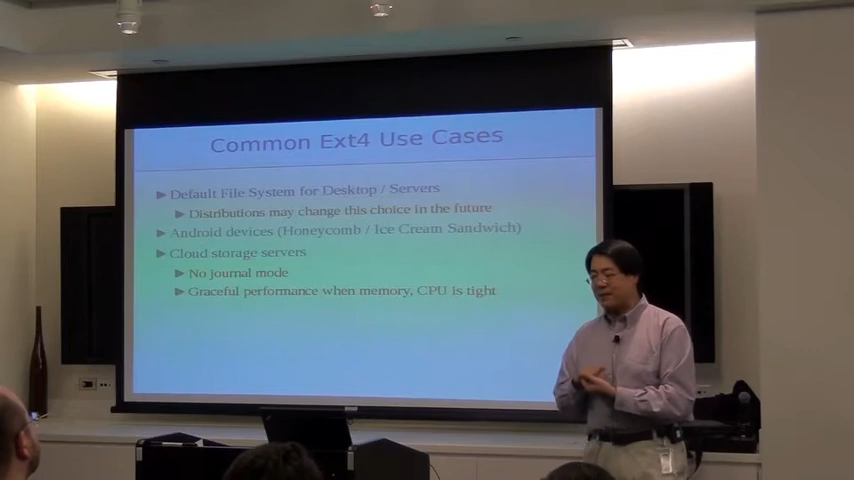 Common Ext4 Use Cases
Default File System for Desktop / Servers
Distributions may change this choice in the future
Android devices (Honeycomb / Ice Cream Sandwich)
Cloud storage servers
No journal mode
Graceful performance when memory, CPU is tight